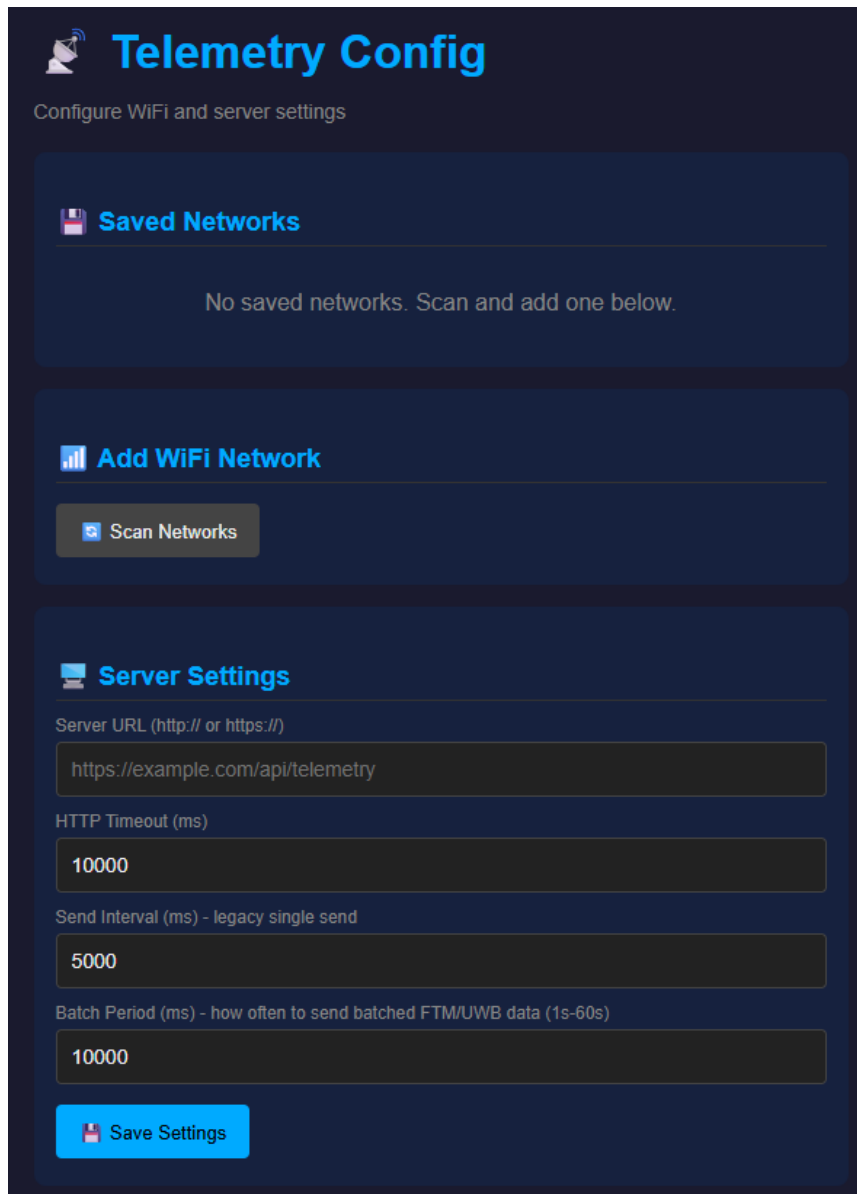 Telemetry Config
Configure WiFi and server settings
Saved Networks
No saved networks. Scan and add one below.
Add WiFi Network
Scan Networks
Server Settings
Server URL (http:// or https://)
https://example.com/api/telemetry
HTTP Timeout (ms)
10000
Send Interval (ms) - legacy single send
5000
Batch Period (ms) - how often to send batched FTM/UWB data (1s-60s)
10000
Save Settings